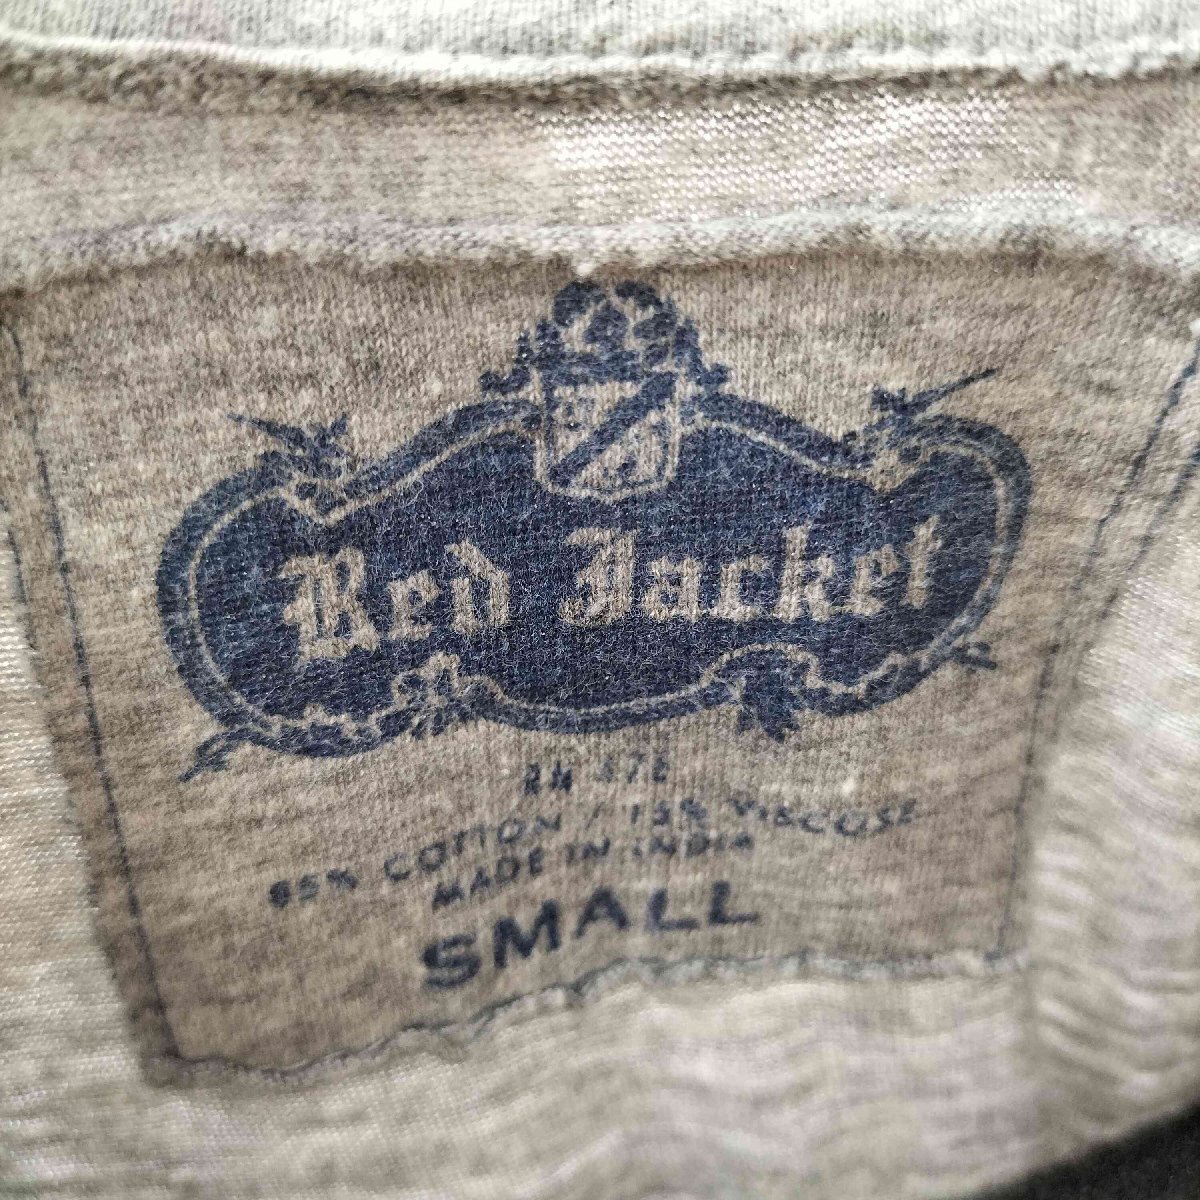 Red Jacket
85% COTTON / 15% VISCOSE
MADE IN INDIA
SMALL